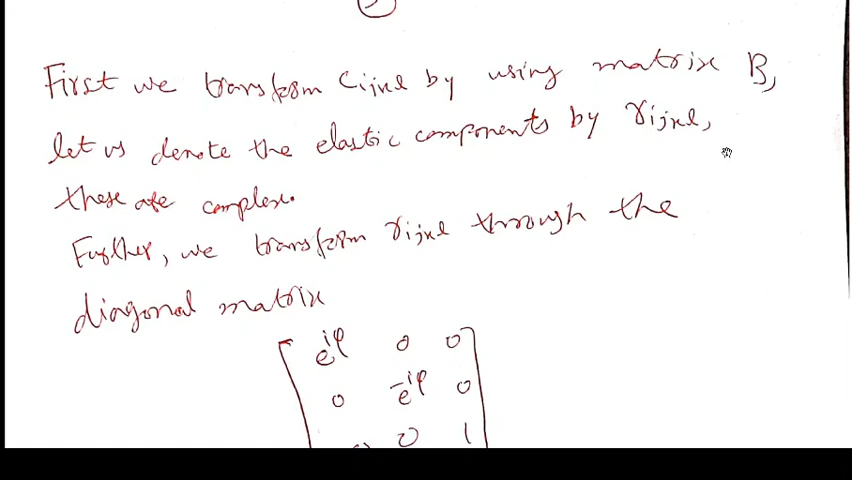 First we transform Cijkl by using matrix B,
let us denote the elastic components by γijkl,
these are complex.
Further, we transform γijkl through the
diagonal matrix
e^iφ 0 0
0 e^-iφ 0
0 1